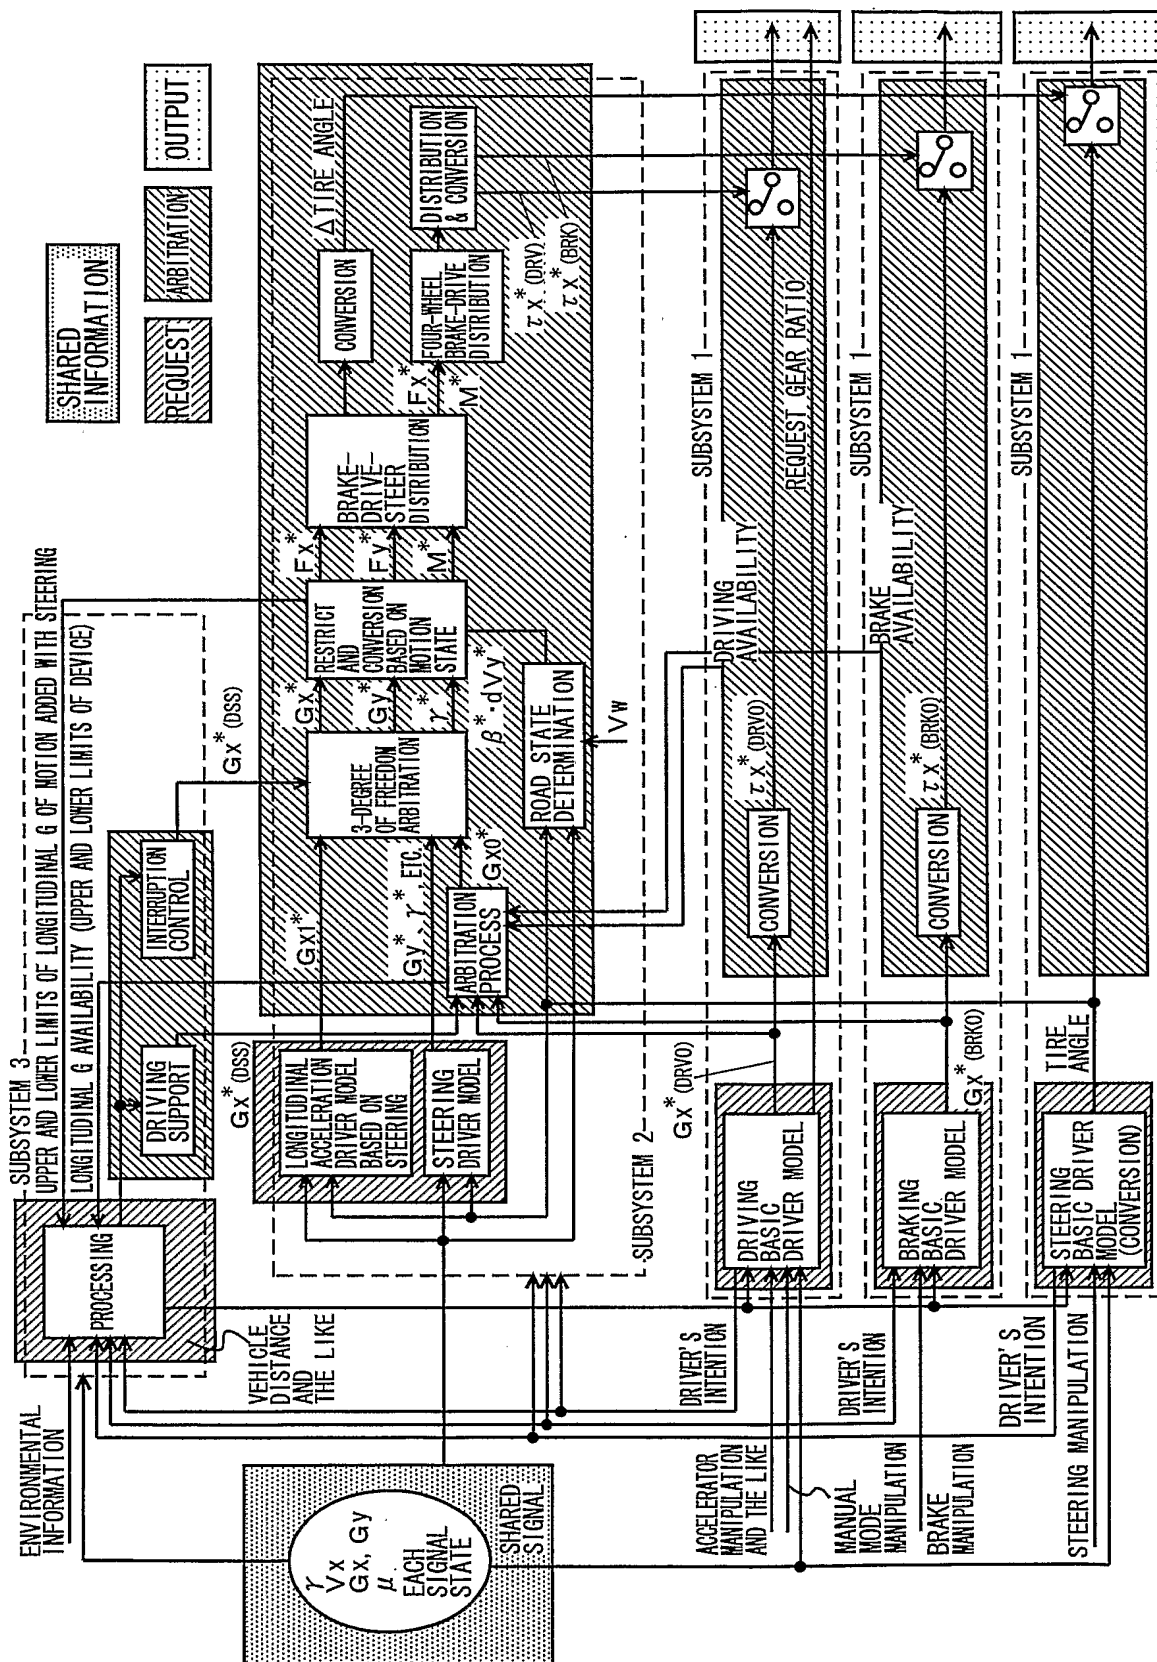 SHARED
INFORMATION
REQUEST
ARBITRATION
OUTPUT
SUBSYSTEM 3
UPPER AND LOWER LIMITS OF LONGITUDINAL G OF MOTION ADDED WITH STEERING
LONGITUDINAL G AVAILABILITY (UPPER AND LOWER LIMITS OF DEVICE)
ENVIRONMENTAL
INFORMATION
PROCESSING
VEHICLE
DISTANCE
AND
THE LIKE
DRIVING
SUPPORT
INTERRUPTION
CONTROL
Gx*(DSS)
Gx*(DSS)
γ
Vx
Gx, Gy
μ
EACH
SIGNAL
STATE
SHARED
SIGNAL
LONGITUDINAL
ACCELERATION
DRIVER MODEL
BASED ON
STEERING
STEERING
DRIVER MODEL
SUBSYSTEM 2
Gx1*
Gy*, γ*, ETC.
ARBITRATION
PROCESS
Gx0*
3-DEGREE
OF FREEDOM
ARBITRATION
Gx*
Gy*
γ*
β*·dVy*
RESTRICT
AND
CONVERSION
BASED ON
MOTION
STATE
ROAD STATE
DETERMINATION
Vw
Fx*
Fy*
M*
BRAKE-
DRIVE-
STEER
DISTRIBUTION
Fx*
M*
CONVERSION
ΔTIRE ANGLE
FOUR-WHEEL
BRAKE-DRIVE
DISTRIBUTION
DISTRIBUTION
& CONVERSION
τx*(DRV)
τx*(BRK)
ACCELERATOR
MANIPULATION
AND THE LIKE
MANUAL
MODE
MANIPULATION
DRIVER'S
INTENTION
DRIVING
BASIC
DRIVER MODEL
Gx*(DRV0)
CONVERSION
τx*(DRV0)
DRIVING
AVAILABILITY
SUBSYSTEM 1
REQUEST GEAR RATIO
DRIVER'S
INTENTION
BRAKE
MANIPULATION
BRAKING
BASIC
DRIVER MODEL
Gx*(BRK0)
CONVERSION
τx*(BRK0)
BRAKE
AVAILABILITY
SUBSYSTEM 1
DRIVER'S
INTENTION
STEERING MANIPULATION
STEERING
BASIC DRIVER
MODEL
(CONVERSION)
TIRE
ANGLE
SUBSYSTEM 1